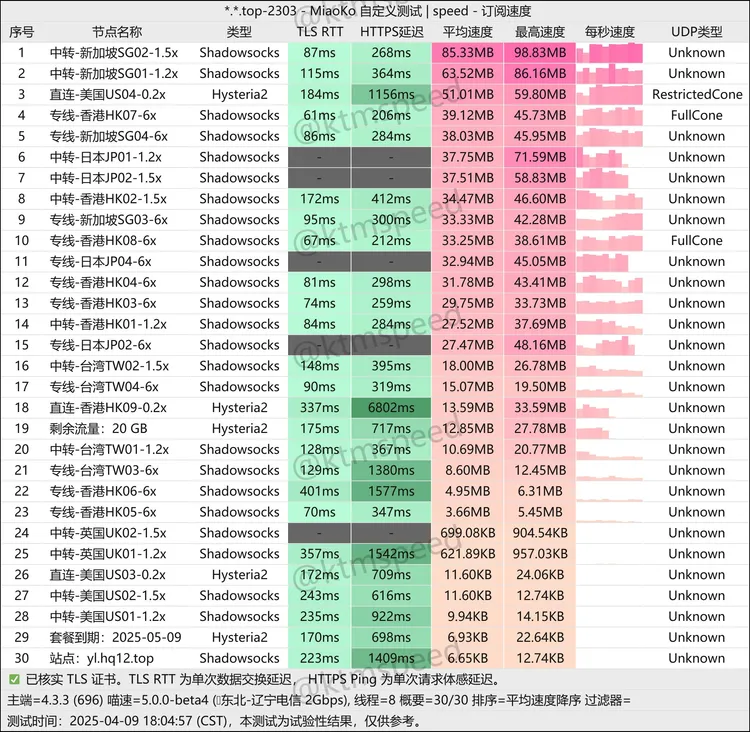 *.*.top-2303 - MiaoKo 自定义测试 | speed - 订阅速度
序号 节点名称 类型 TLS RTT HTTPS延迟 平均速度 最高速度 每秒速度 UDP类型
1 中转-新加坡SG02-1.5x Shadowsocks 87ms 268ms 85.33MB 98.83MB Unknown
2 中转-新加坡SG01-1.2x Shadowsocks 115ms 364ms 63.52MB 86.16MB Unknown
3 直连-美国US04-0.2x Hysteria2 184ms 1156ms 51.01MB 59.80MB RestrictedCone
4 专线-香港HK07-6x Shadowsocks 61ms 206ms 39.12MB 45.73MB FullCone
5 专线-新加坡SG04-6x Shadowsocks 86ms 284ms 38.03MB 45.95MB Unknown
6 中转-日本JP01-1.2x Shadowsocks - - 37.75MB 71.59MB Unknown
7 中转-日本JP02-1.5x Shadowsocks - - 37.51MB 58.83MB Unknown
8 中转-香港HK02-1.5x Shadowsocks 172ms 412ms 34.47MB 46.60MB Unknown
9 专线-新加坡SG03-6x Shadowsocks 95ms 300ms 33.33MB 42.28MB Unknown
10 专线-香港HK08-6x Shadowsocks 67ms 212ms 33.25MB 38.61MB FullCone
11 专线-日本JP04-6x Shadowsocks - - 32.94MB 45.05MB Unknown
12 专线-香港HK04-6x Shadowsocks 81ms 298ms 31.78MB 43.41MB Unknown
13 专线-香港HK03-6x Shadowsocks 74ms 259ms 29.75MB 33.73MB Unknown
14 中转-香港HK01-1.2x Shadowsocks 84ms 284ms 27.52MB 37.69MB Unknown
15 专线-日本JP02-6x Shadowsocks - - 27.47MB 48.16MB Unknown
16 中转-台湾TW02-1.5x Shadowsocks 148ms 395ms 18.00MB 26.78MB Unknown
17 专线-台湾TW04-6x Shadowsocks 90ms 319ms 15.07MB 19.50MB Unknown
18 直连-香港HK09-0.2x Hysteria2 337ms 6802ms 13.59MB 33.59MB Unknown
19 剩余流量：20 GB Hysteria2 175ms 717ms 12.85MB 27.78MB Unknown
20 中转-台湾TW01-1.2x Shadowsocks 128ms 367ms 10.69MB 20.77MB Unknown
21 专线-台湾TW03-6x Shadowsocks 129ms 1380ms 8.60MB 12.45MB Unknown
22 专线-香港HK06-6x Shadowsocks 401ms 1577ms 4.95MB 6.31MB Unknown
23 专线-香港HK05-6x Shadowsocks 70ms 347ms 3.66MB 5.45MB Unknown
24 中转-英国UK02-1.5x Shadowsocks - - 699.08KB 904.54KB Unknown
25 中转-英国UK01-1.2x Shadowsocks 357ms 1542ms 621.89KB 957.03KB Unknown
26 直连-美国US03-0.2x Hysteria2 172ms 709ms 11.60KB 24.06KB Unknown
27 中转-美国US02-1.5x Shadowsocks 243ms 616ms 11.60KB 12.74KB Unknown
28 中转-美国US01-1.2x Shadowsocks 235ms 922ms 9.94KB 14.15KB Unknown
29 套餐到期：2025-05-09 Hysteria2 170ms 698ms 6.93KB 22.64KB Unknown
30 站点：yl.hq12.top Shadowsocks 223ms 1409ms 6.65KB 12.74KB Unknown
✅ 已核实 TLS 证书。TLS RTT 为单次数据交换延迟， HTTPS Ping 为单次请求体感延迟。
主端=4.3.3 (696) 喵速=5.0.0-beta4 (东北-辽宁电信 2Gbps), 线程=8 概要=30/30 排序=平均速度降序 过滤器=
测试时间：2025-04-09 18:04:57 (CST)，本测试为试验性结果，仅供参考。
@ktmspeed
@ktmspeed
@ktmspeed
@ktmspeed
@ktmspeed
@ktmspeed